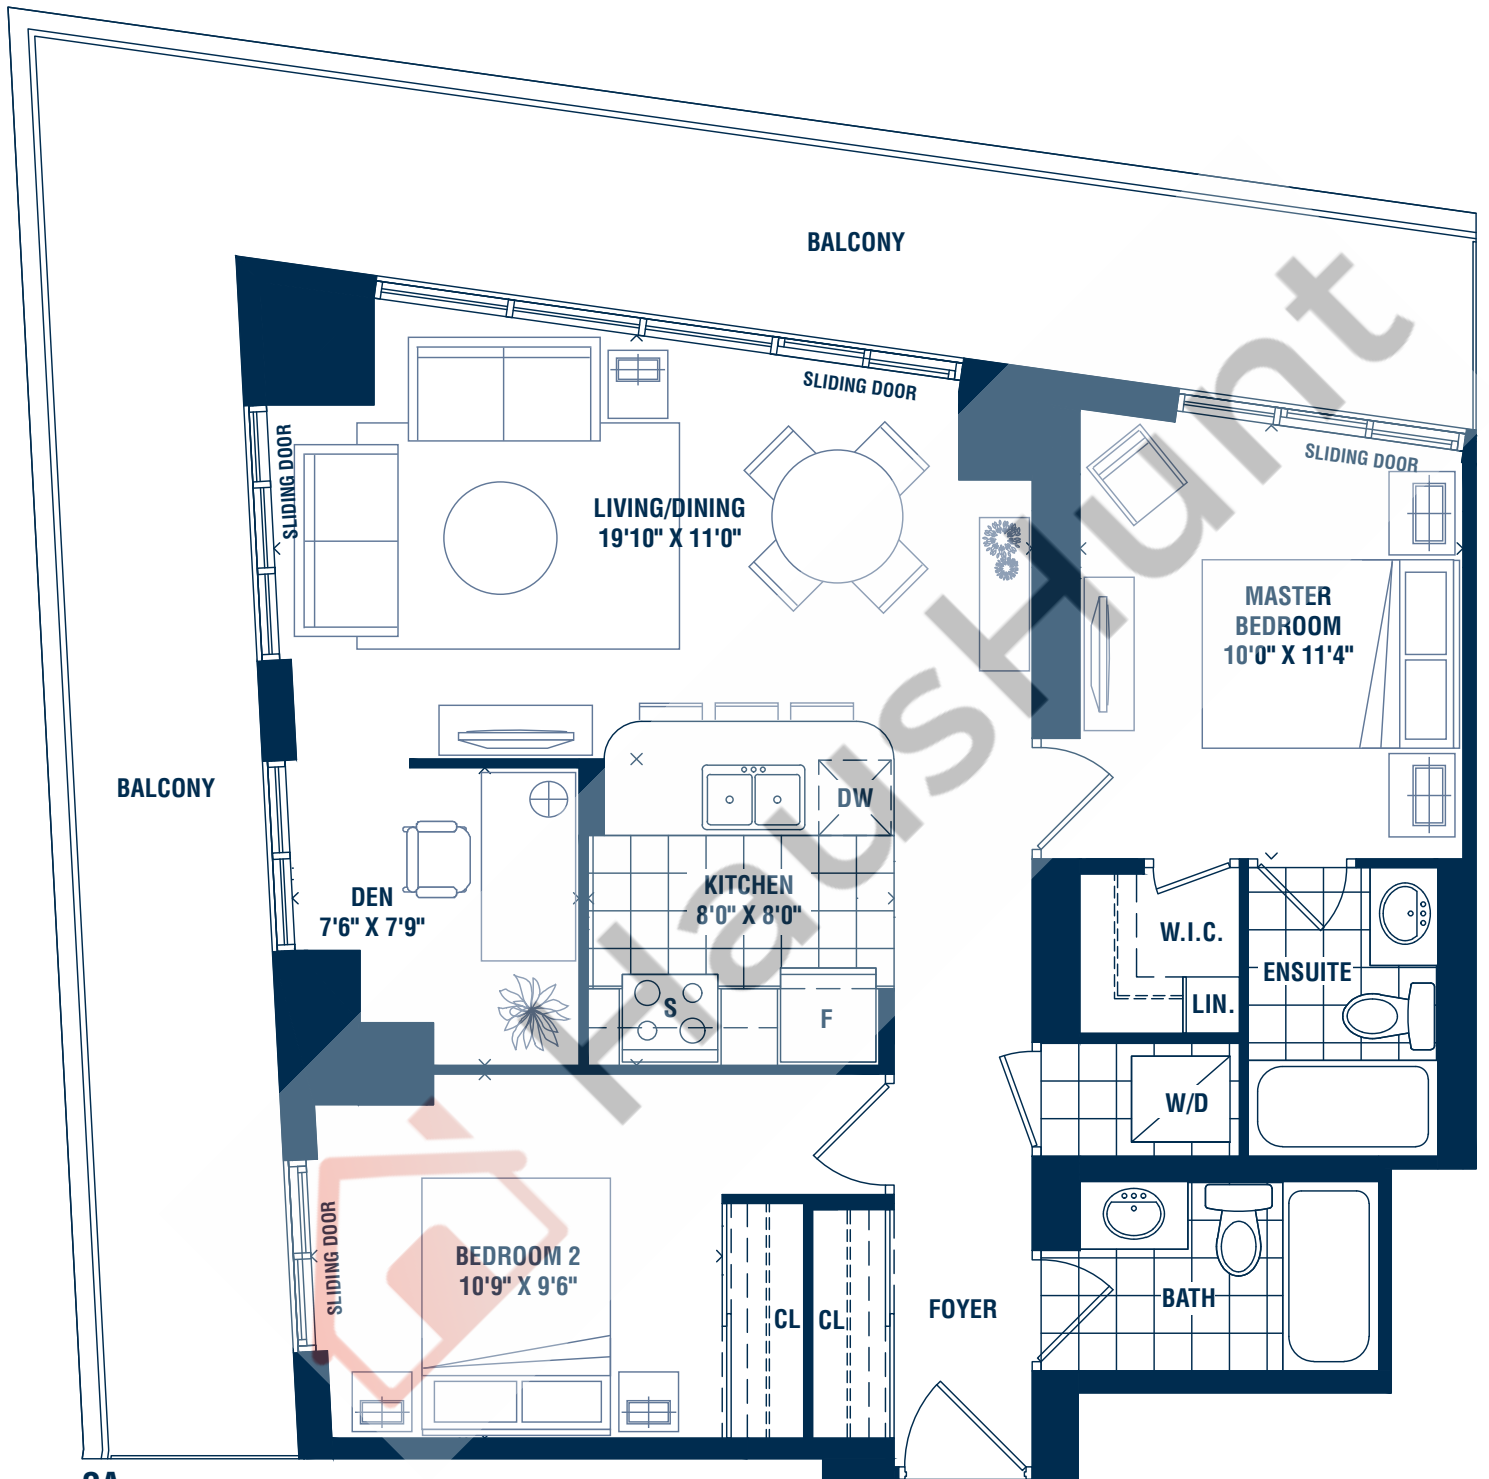 BALCONY
SLIDING DOOR
SLIDING DOOR
SLIDING DOOR
LIVING/DINING
19'10" X 11'0"
MASTER
BEDROOM
10'0" X 11'4"
BALCONY
DW
DEN
7'6" X 7'9"
KITCHEN
8'0" X 8'0"
W.I.C.
ENSUITE
LIN.
S
F
W/D
SLIDING DOOR
BEDROOM 2
10'9" X 9'6"
CL
CL
FOYER
BATH
HausHunt